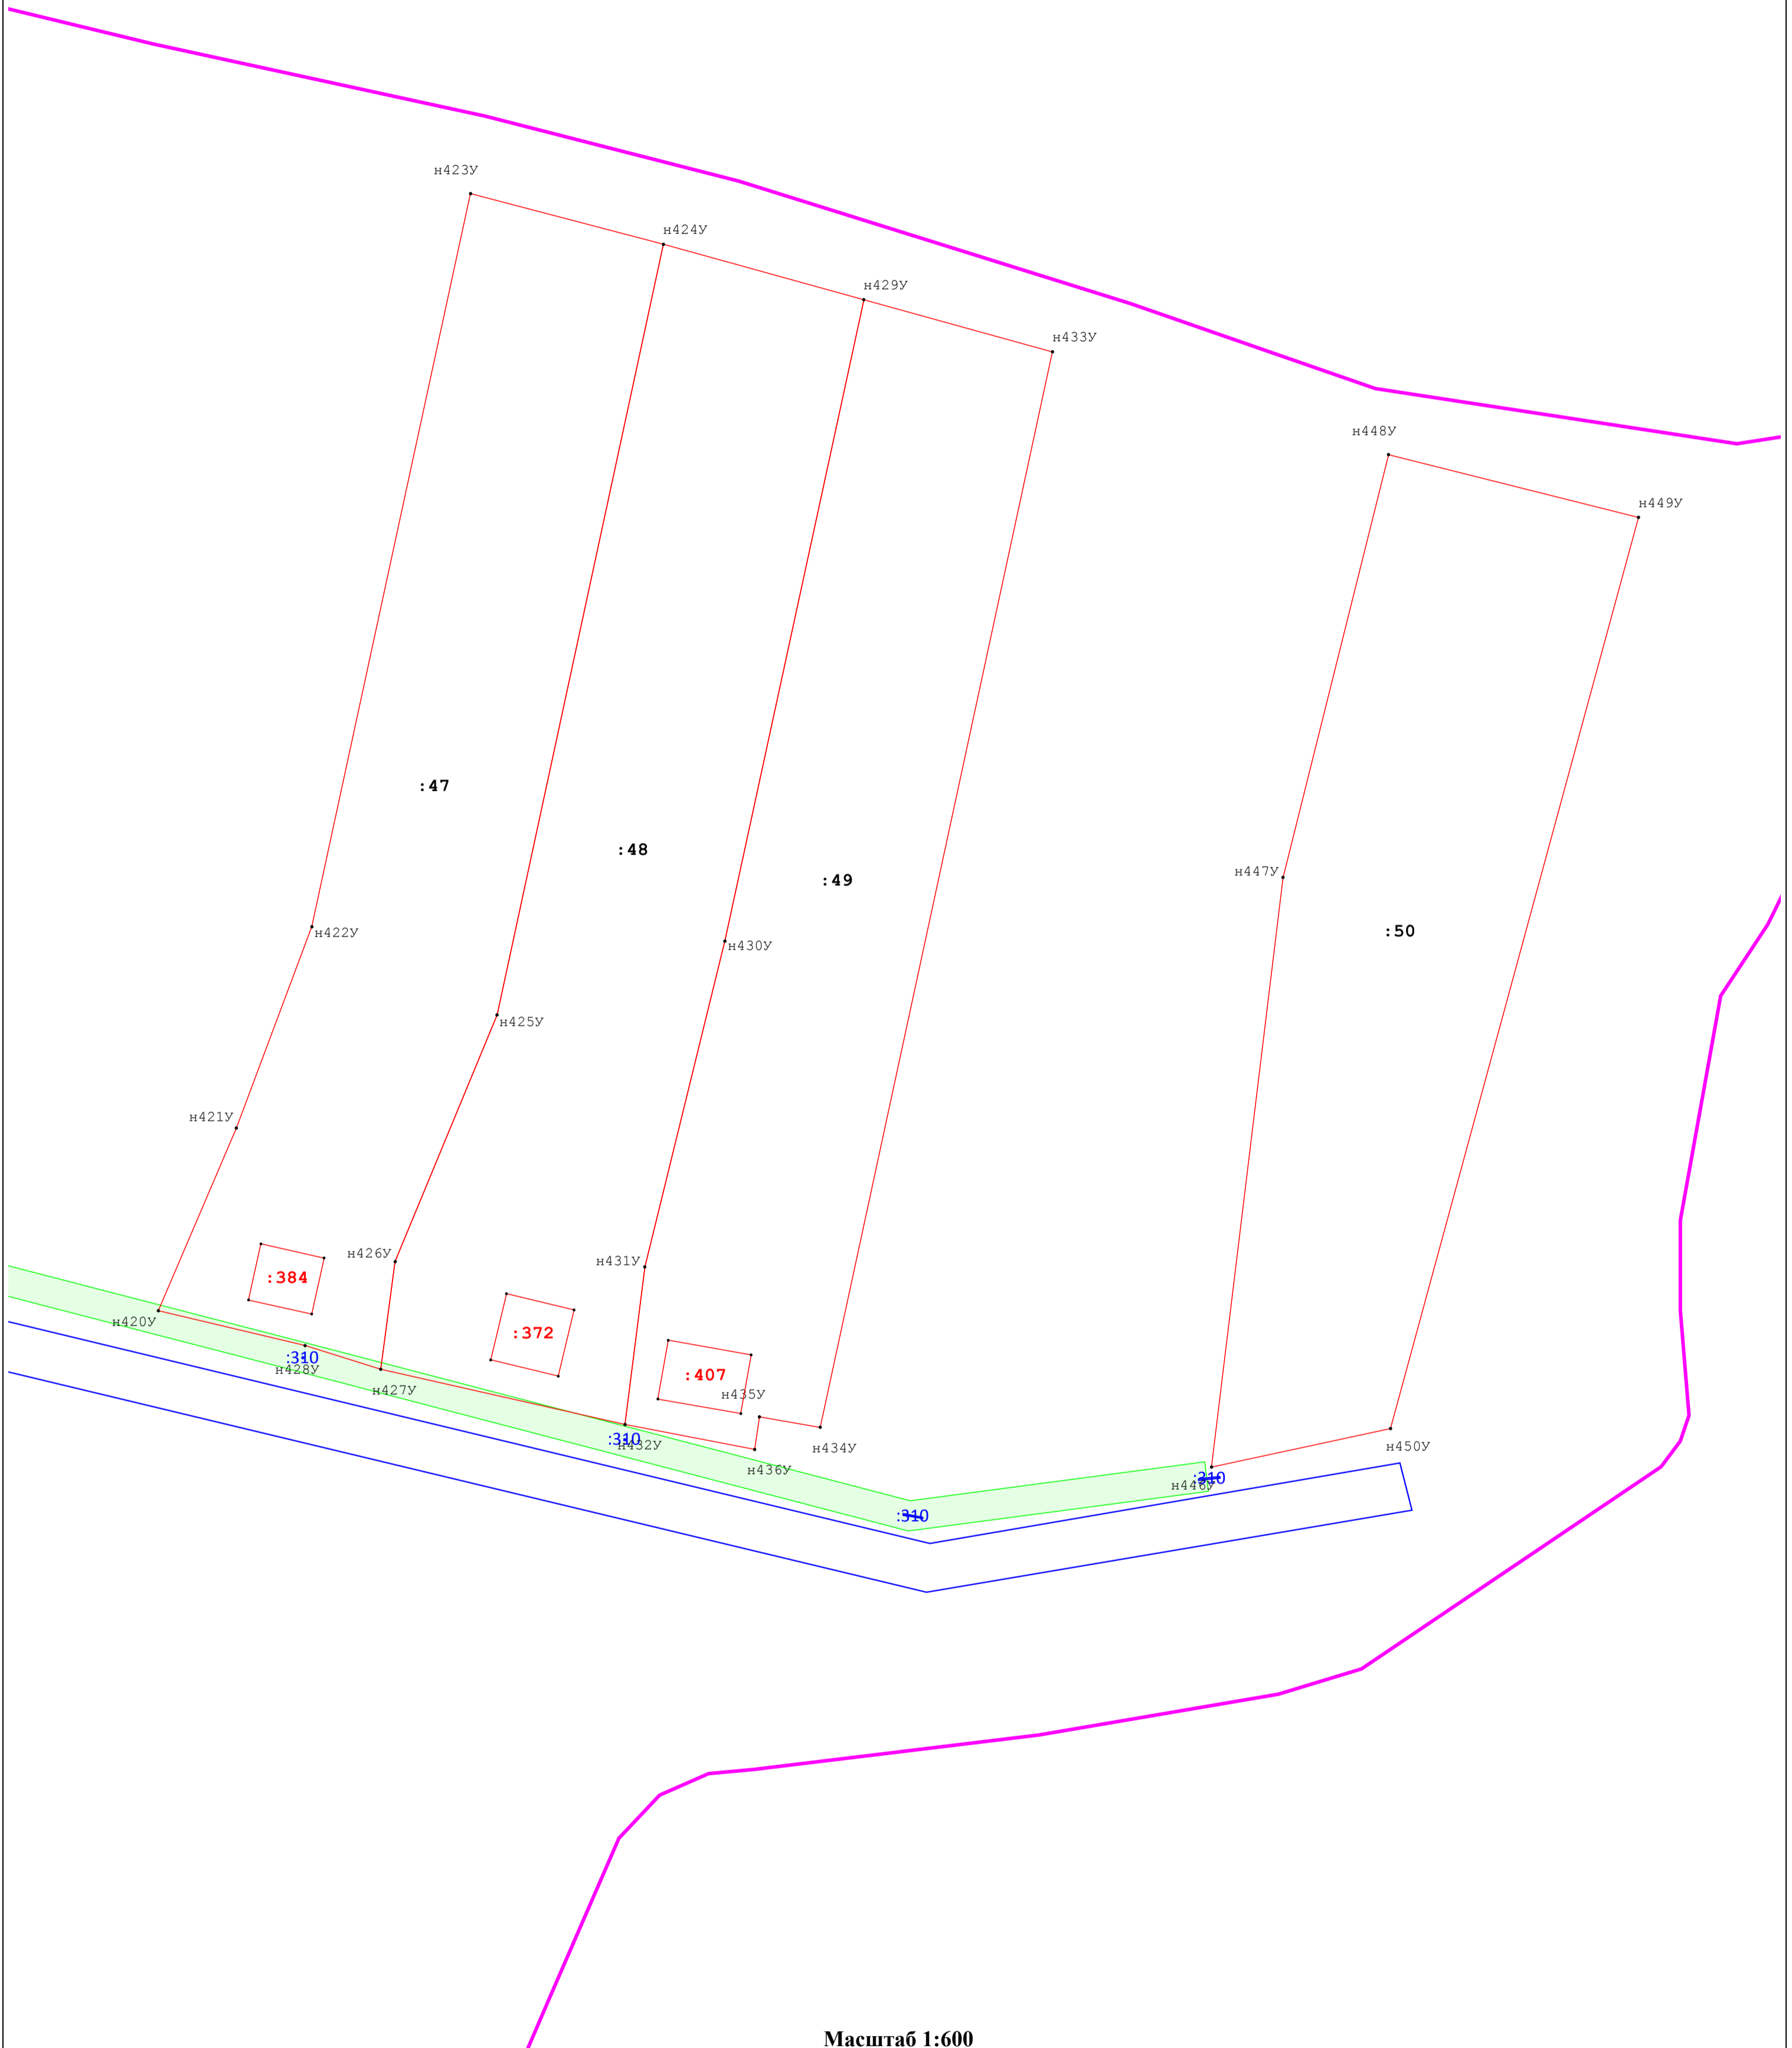 н423У
н424У
н429У
н433У
н448У
н449У
:47
:48
:49
н447У
:50
н422У
н430У
н425У
н421У
н426У
н431У
:384
:372
:407
н420У
:310
н428У
н427У
н435У
н434У
:310
н432У
н436У
н450У
:310
н446У
:310
Масштаб 1:600